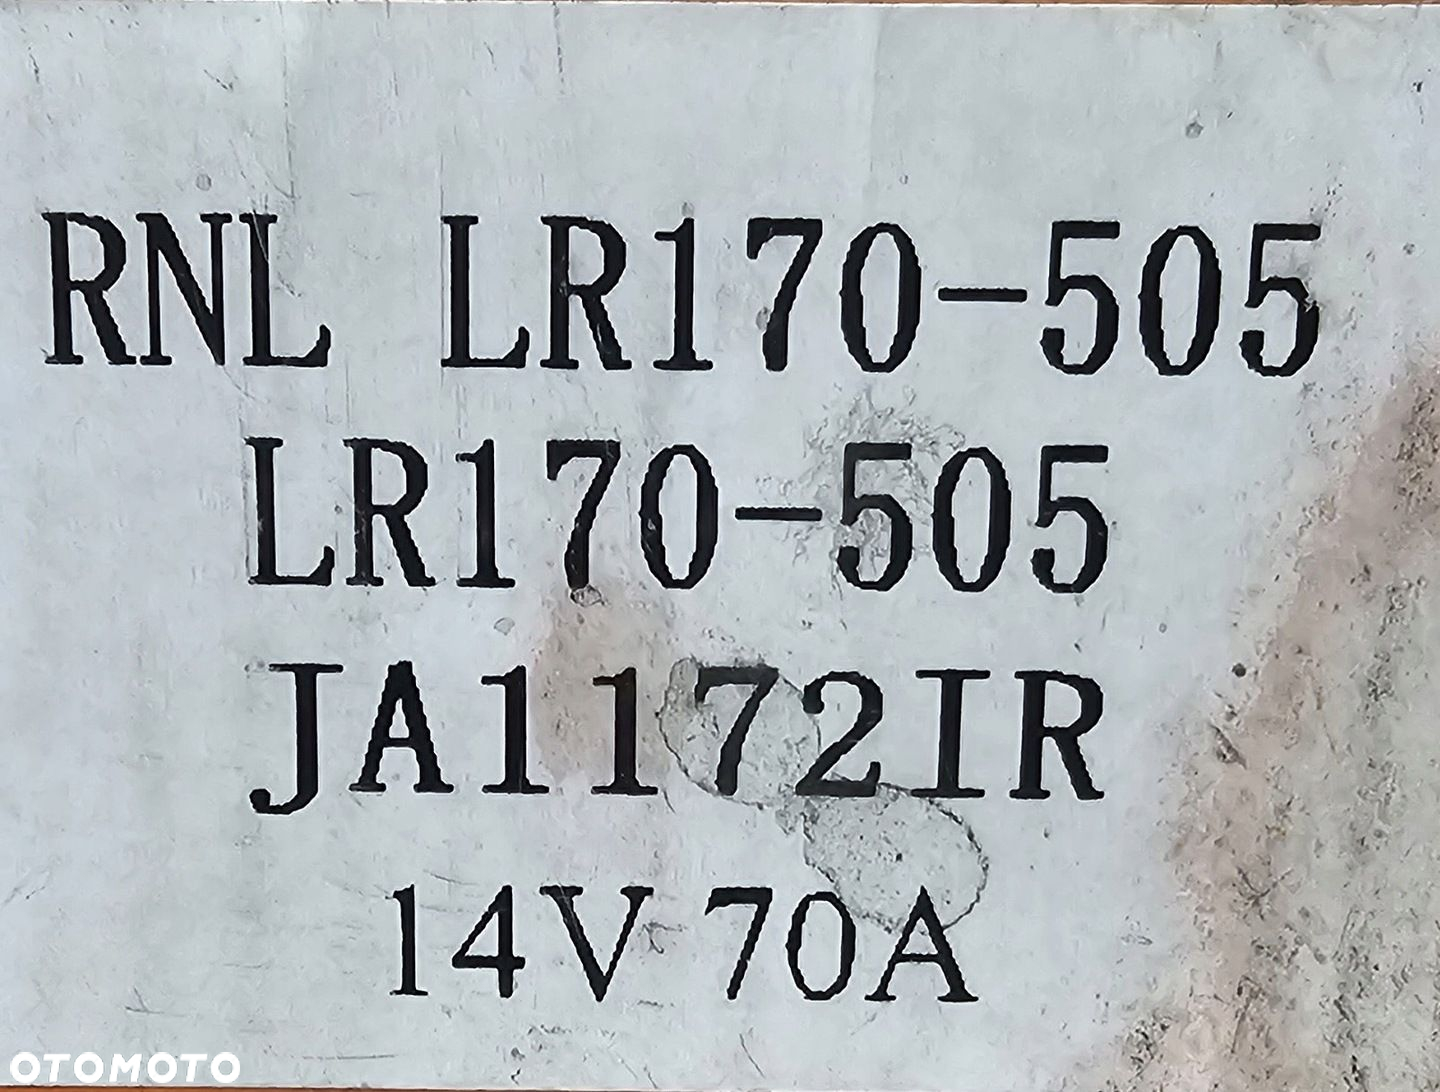 RNL LR170-505
LR170-505
JA1172IR
14V 70A
OTOMOTO